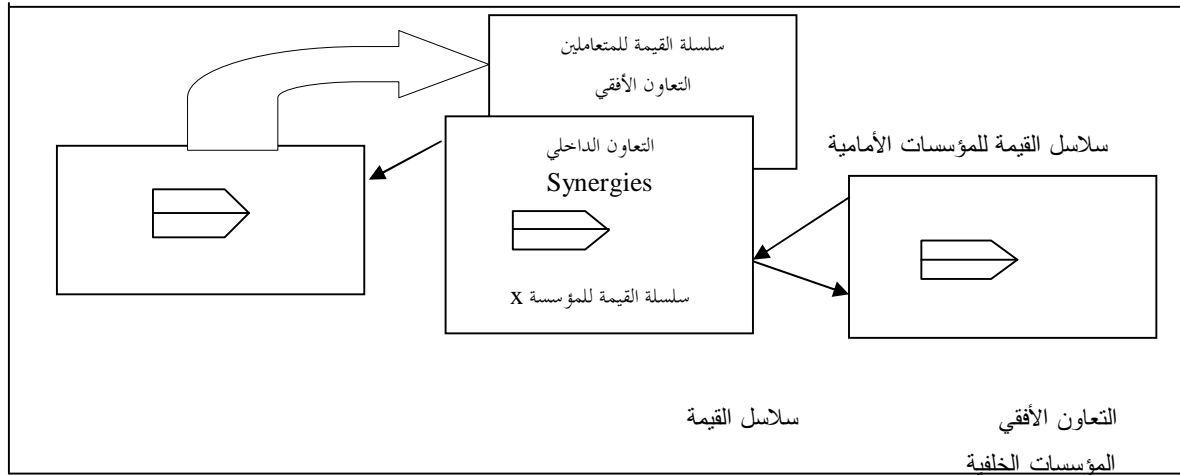 سلسلة القيمة للمتعاملين
التعاون الأفقي
سلاسل القيمة للمؤسسات الأمامية
التعاون الداخلي
Synergies
سلسلة القيمة للمؤسسة x
التعاون الأفقي سلاسل القيمة
المؤسسات الخلفية